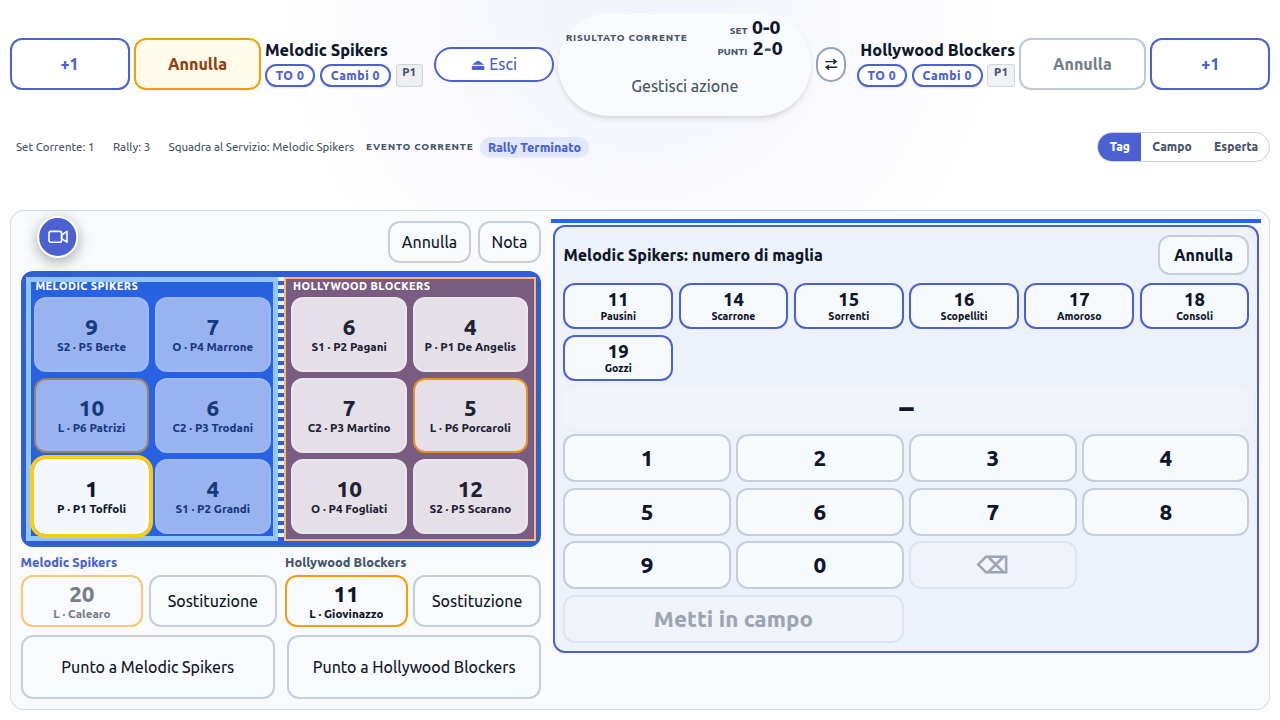 +1
Annulla
Melodic Spikers
TO 0
Cambi 0
P1
⏏ Esci
RISULTATO CORRENTE
SET 0-0
PUNTI 2-0
Gestisci azione
⇄
Hollywood Blockers
TO 0
Cambi 0
P1
Annulla
+1
Set Corrente: 1
Rally: 3
Squadra al Servizio: Melodic Spikers
EVENTO CORRENTE
Rally Terminato
Tag
Campo
Esperta
Annulla
Nota
MELODIC SPIKERS
9
S2 · P5 Berte
7
O · P4 Marrone
10
L · P6 Patrizi
6
C2 · P3 Trodani
1
P · P1 Toffoli
4
S1 · P2 Grandi
HOLLYWOOD BLOCKERS
6
S1 · P2 Pagani
4
P · P1 De Angelis
7
C2 · P3 Martino
5
L · P6 Porcaroli
10
O · P4 Fogliati
12
S2 · P5 Scarano
Melodic Spikers
20
L · Calearo
Sostituzione
Hollywood Blockers
11
L · Giovinazzo
Sostituzione
Punto a Melodic Spikers
Punto a Hollywood Blockers
Melodic Spikers: numero di maglia
Annulla
11
Pausini
14
Scarrone
15
Sorrenti
16
Scopelliti
17
Amoroso
18
Consoli
19
Gozzi
–
1
2
3
4
5
6
7
8
9
0
⌫
Metti in campo